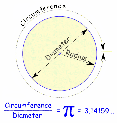 Circumference
Diameter
Radius
Circumference
Diameter
= π = 3.14159...